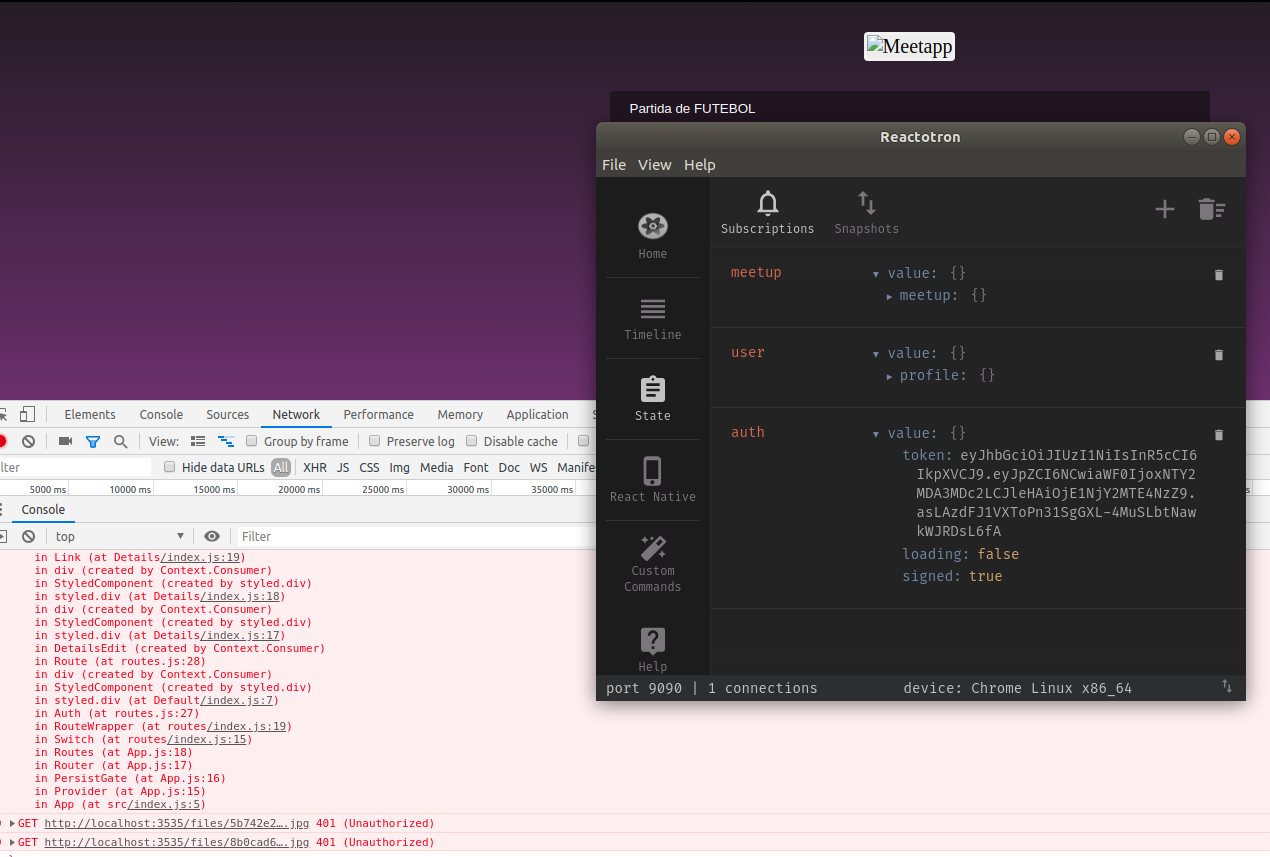 Meetapp
Partida de FUTEBOL
Reactotron
File View Help
Subscriptions Snapshots
Home
Timeline
State
React Native
Custom
Commands
Help
meetup
▾ value: {}
▸ meetup: {}
user
▾ value: {}
▸ profile: {}
auth
▾ value: {}
token: eyJhbGciOiJIUzI1NiIsInR5cCI6
IkpXVCJ9.eyJpZCI6NCwiaWF0IjoxNTY2
MDA3MDc2LCJleHAiOjE1NjY2MTE4NzZ9.
asLAzdFJ1VXToPn31SgGXL-4MuSLbtNaw
kWJRDsL6fA
loading: false
signed: true
port 9090 | 1 connections device: Chrome Linux x86_64
Elements Console Sources Network Performance Memory Application S
View: Group by frame Preserve log Disable cache
lter Hide data URLs All XHR JS CSS Img Media Font Doc WS Manife
5000 ms 10000 ms 15000 ms 20000 ms 25000 ms 30000 ms 35000 ms s
Console
top Filter
in Link (at Details/index.js:19)
in div (created by Context.Consumer)
in StyledComponent (created by styled.div)
in styled.div (at Details/index.js:18)
in div (created by Context.Consumer)
in StyledComponent (created by styled.div)
in styled.div (at Details/index.js:17)
in DetailsEdit (created by Context.Consumer)
in Route (at routes.js:28)
in div (created by Context.Consumer)
in StyledComponent (created by styled.div)
in styled.div (at Default/index.js:7)
in Auth (at routes.js:27)
in RouteWrapper (at routes/index.js:19)
in Switch (at routes/index.js:15)
in Routes (at App.js:18)
in Router (at App.js:17)
in PersistGate (at App.js:16)
in Provider (at App.js:15)
in App (at src/index.js:5)
▸GET http://localhost:3535/files/5b742e2….jpg 401 (Unauthorized)
▸GET http://localhost:3535/files/8b0cad6….jpg 401 (Unauthorized)